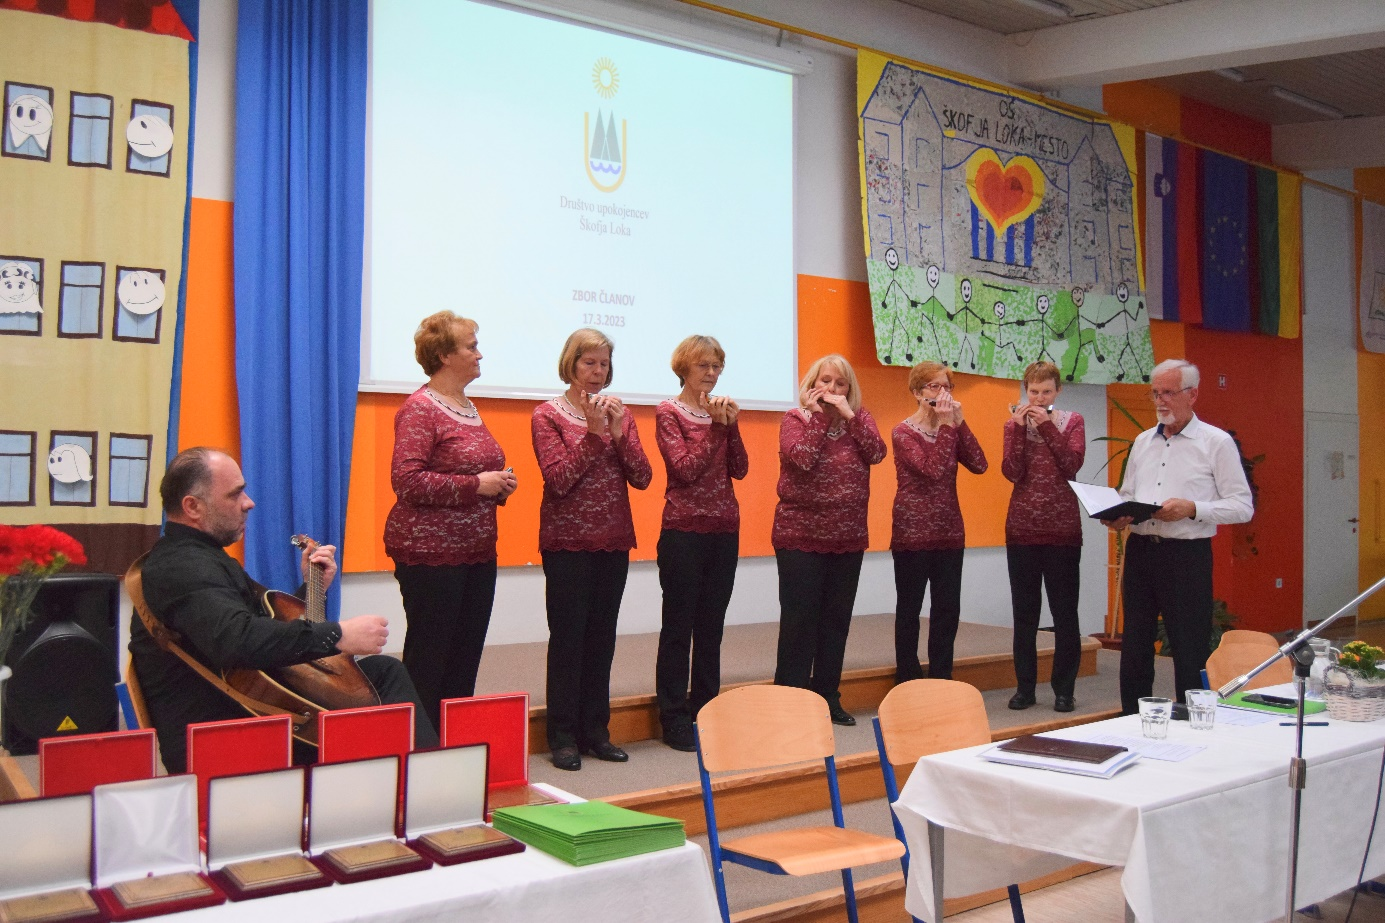 Društvo upokojencev
Škofja Loka
ZBOR ČLANOV
17.3.2023
OŠ
ŠKOFJA LOKA-MESTO
H